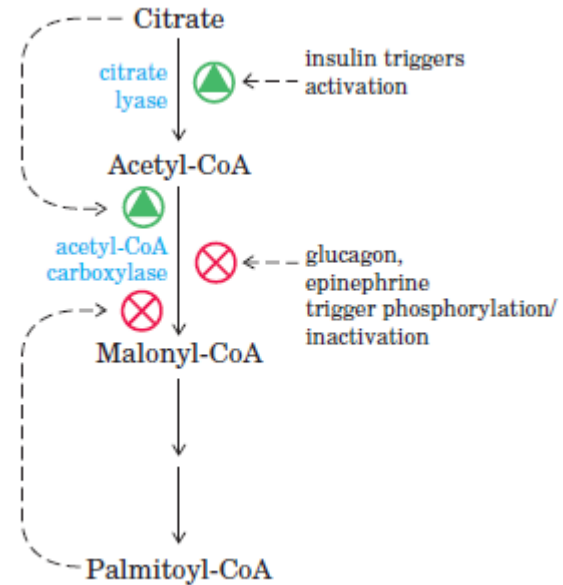 Citrate
citrate
lyase
insulin triggers
activation
Acetyl-CoA
acetyl-CoA
carboxylase
glucagon,
epinephrine
trigger phosphorylation/
inactivation
Malonyl-CoA
Palmitoyl-CoA